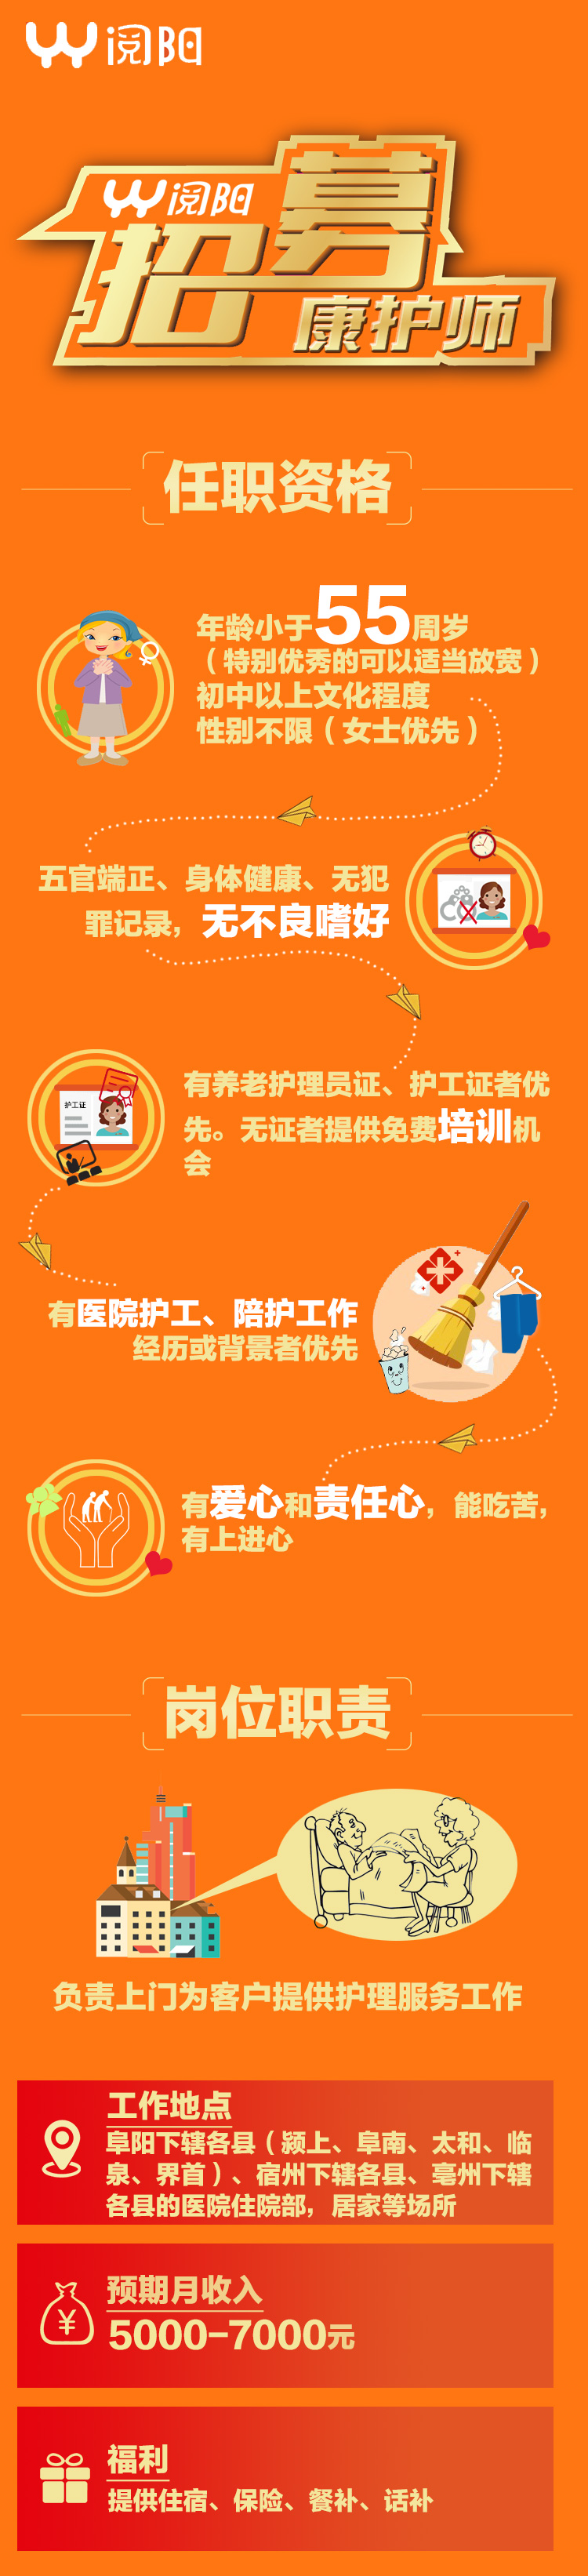 阅阳
阅阳
招募
康护师
任职资格
年龄小于55周岁
（特别优秀的可以适当放宽）
初中以上文化程度
性别不限（女士优先）
五官端正、身体健康、无犯
罪记录，无不良嗜好
护工证
有养老护理员证、护工证者优
先。无证者提供免费培训机
会
有医院护工、陪护工作
经历或背景者优先
有爱心和责任心，能吃苦，
有上进心
岗位职责
负责上门为客户提供护理服务工作
工作地点
阜阳下辖各县（颍上、阜南、太和、临
泉、界首）、宿州下辖各县、亳州下辖
各县的医院住院部，居家等场所
预期月收入
5000-7000元
福利
提供住宿、保险、餐补、话补